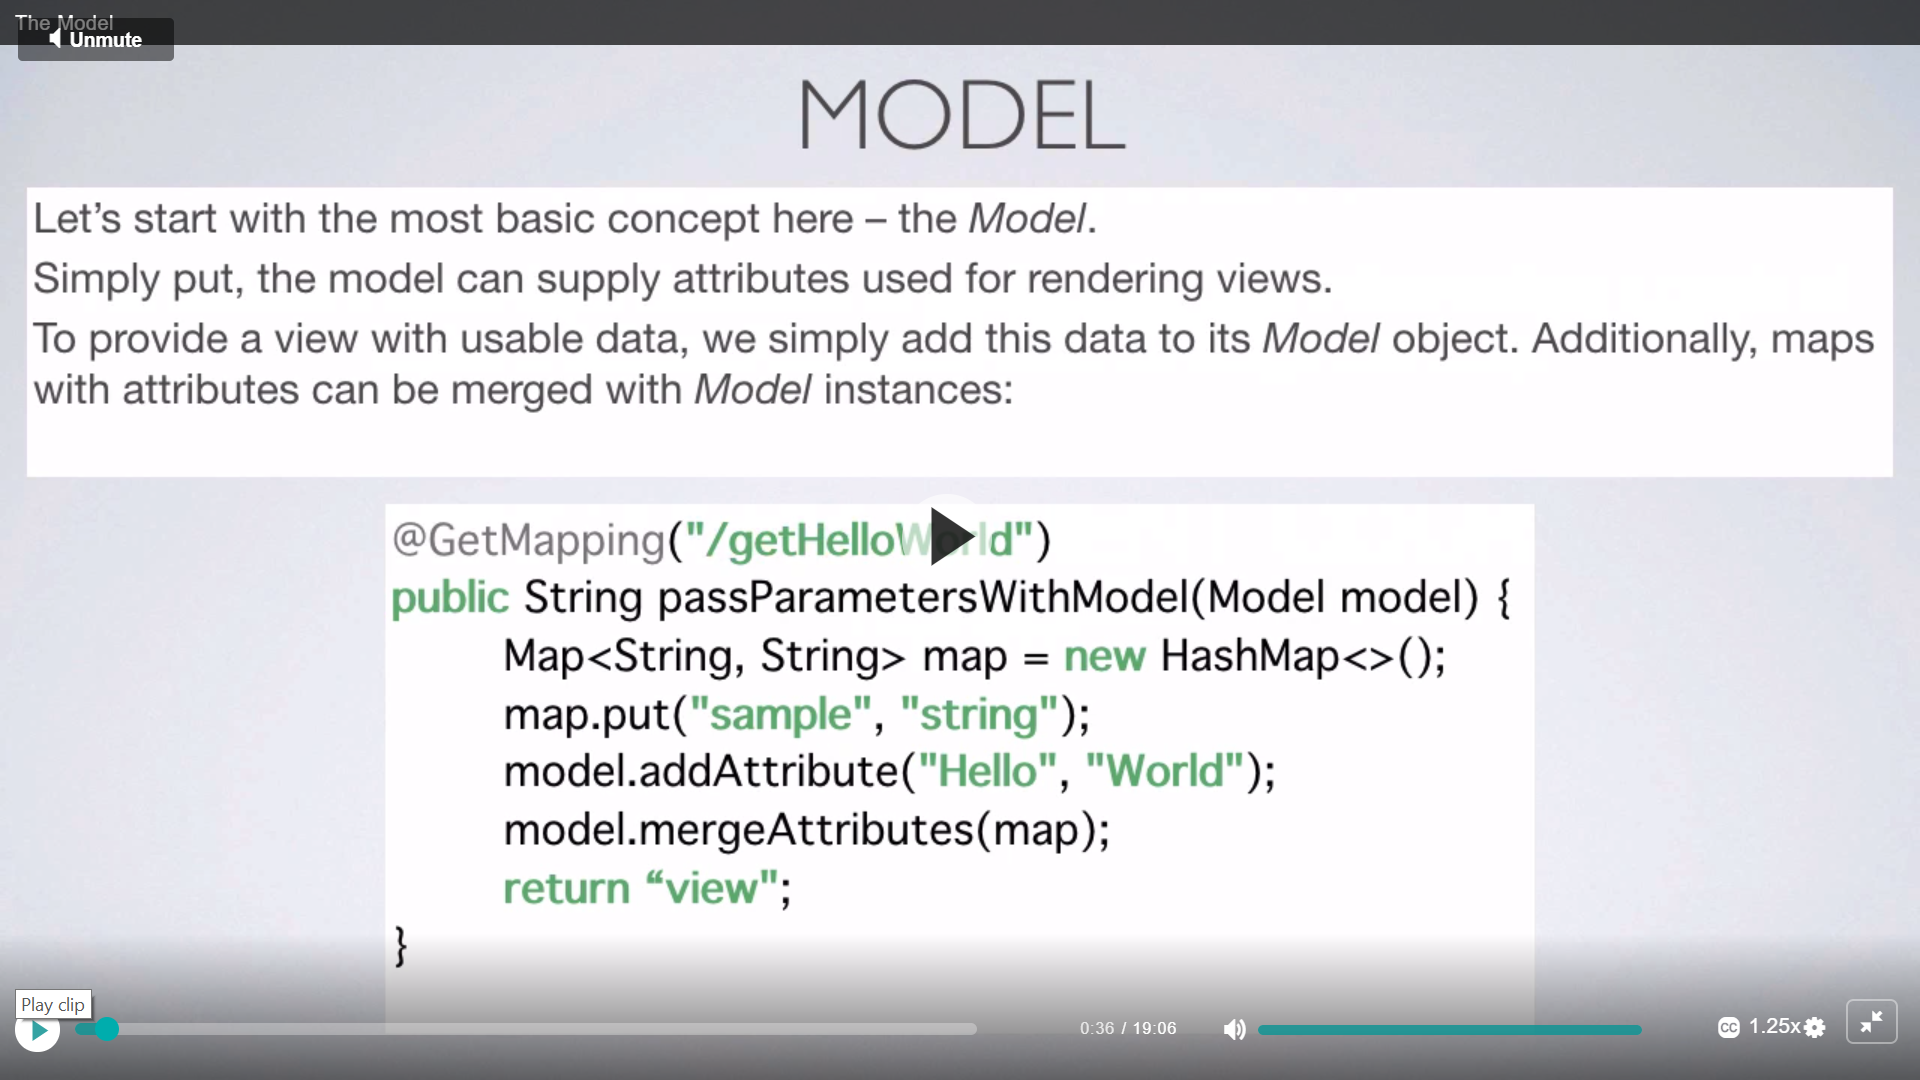 The Model
Unmute
MODEL
Let’s start with the most basic concept here – the Model.
Simply put, the model can supply attributes used for rendering views.
To provide a view with usable data, we simply add this data to its Model object. Additionally, maps
with attributes can be merged with Model instances:
@GetMapping("/getHelloWorld")
public String passParametersWithModel(Model model) {
Map<String, String> map = new HashMap<>();
map.put("sample", "string");
model.addAttribute("Hello", "World");
model.mergeAttributes(map);
return “view";
}
Play clip
0:36 / 19:06
CC 1.25x